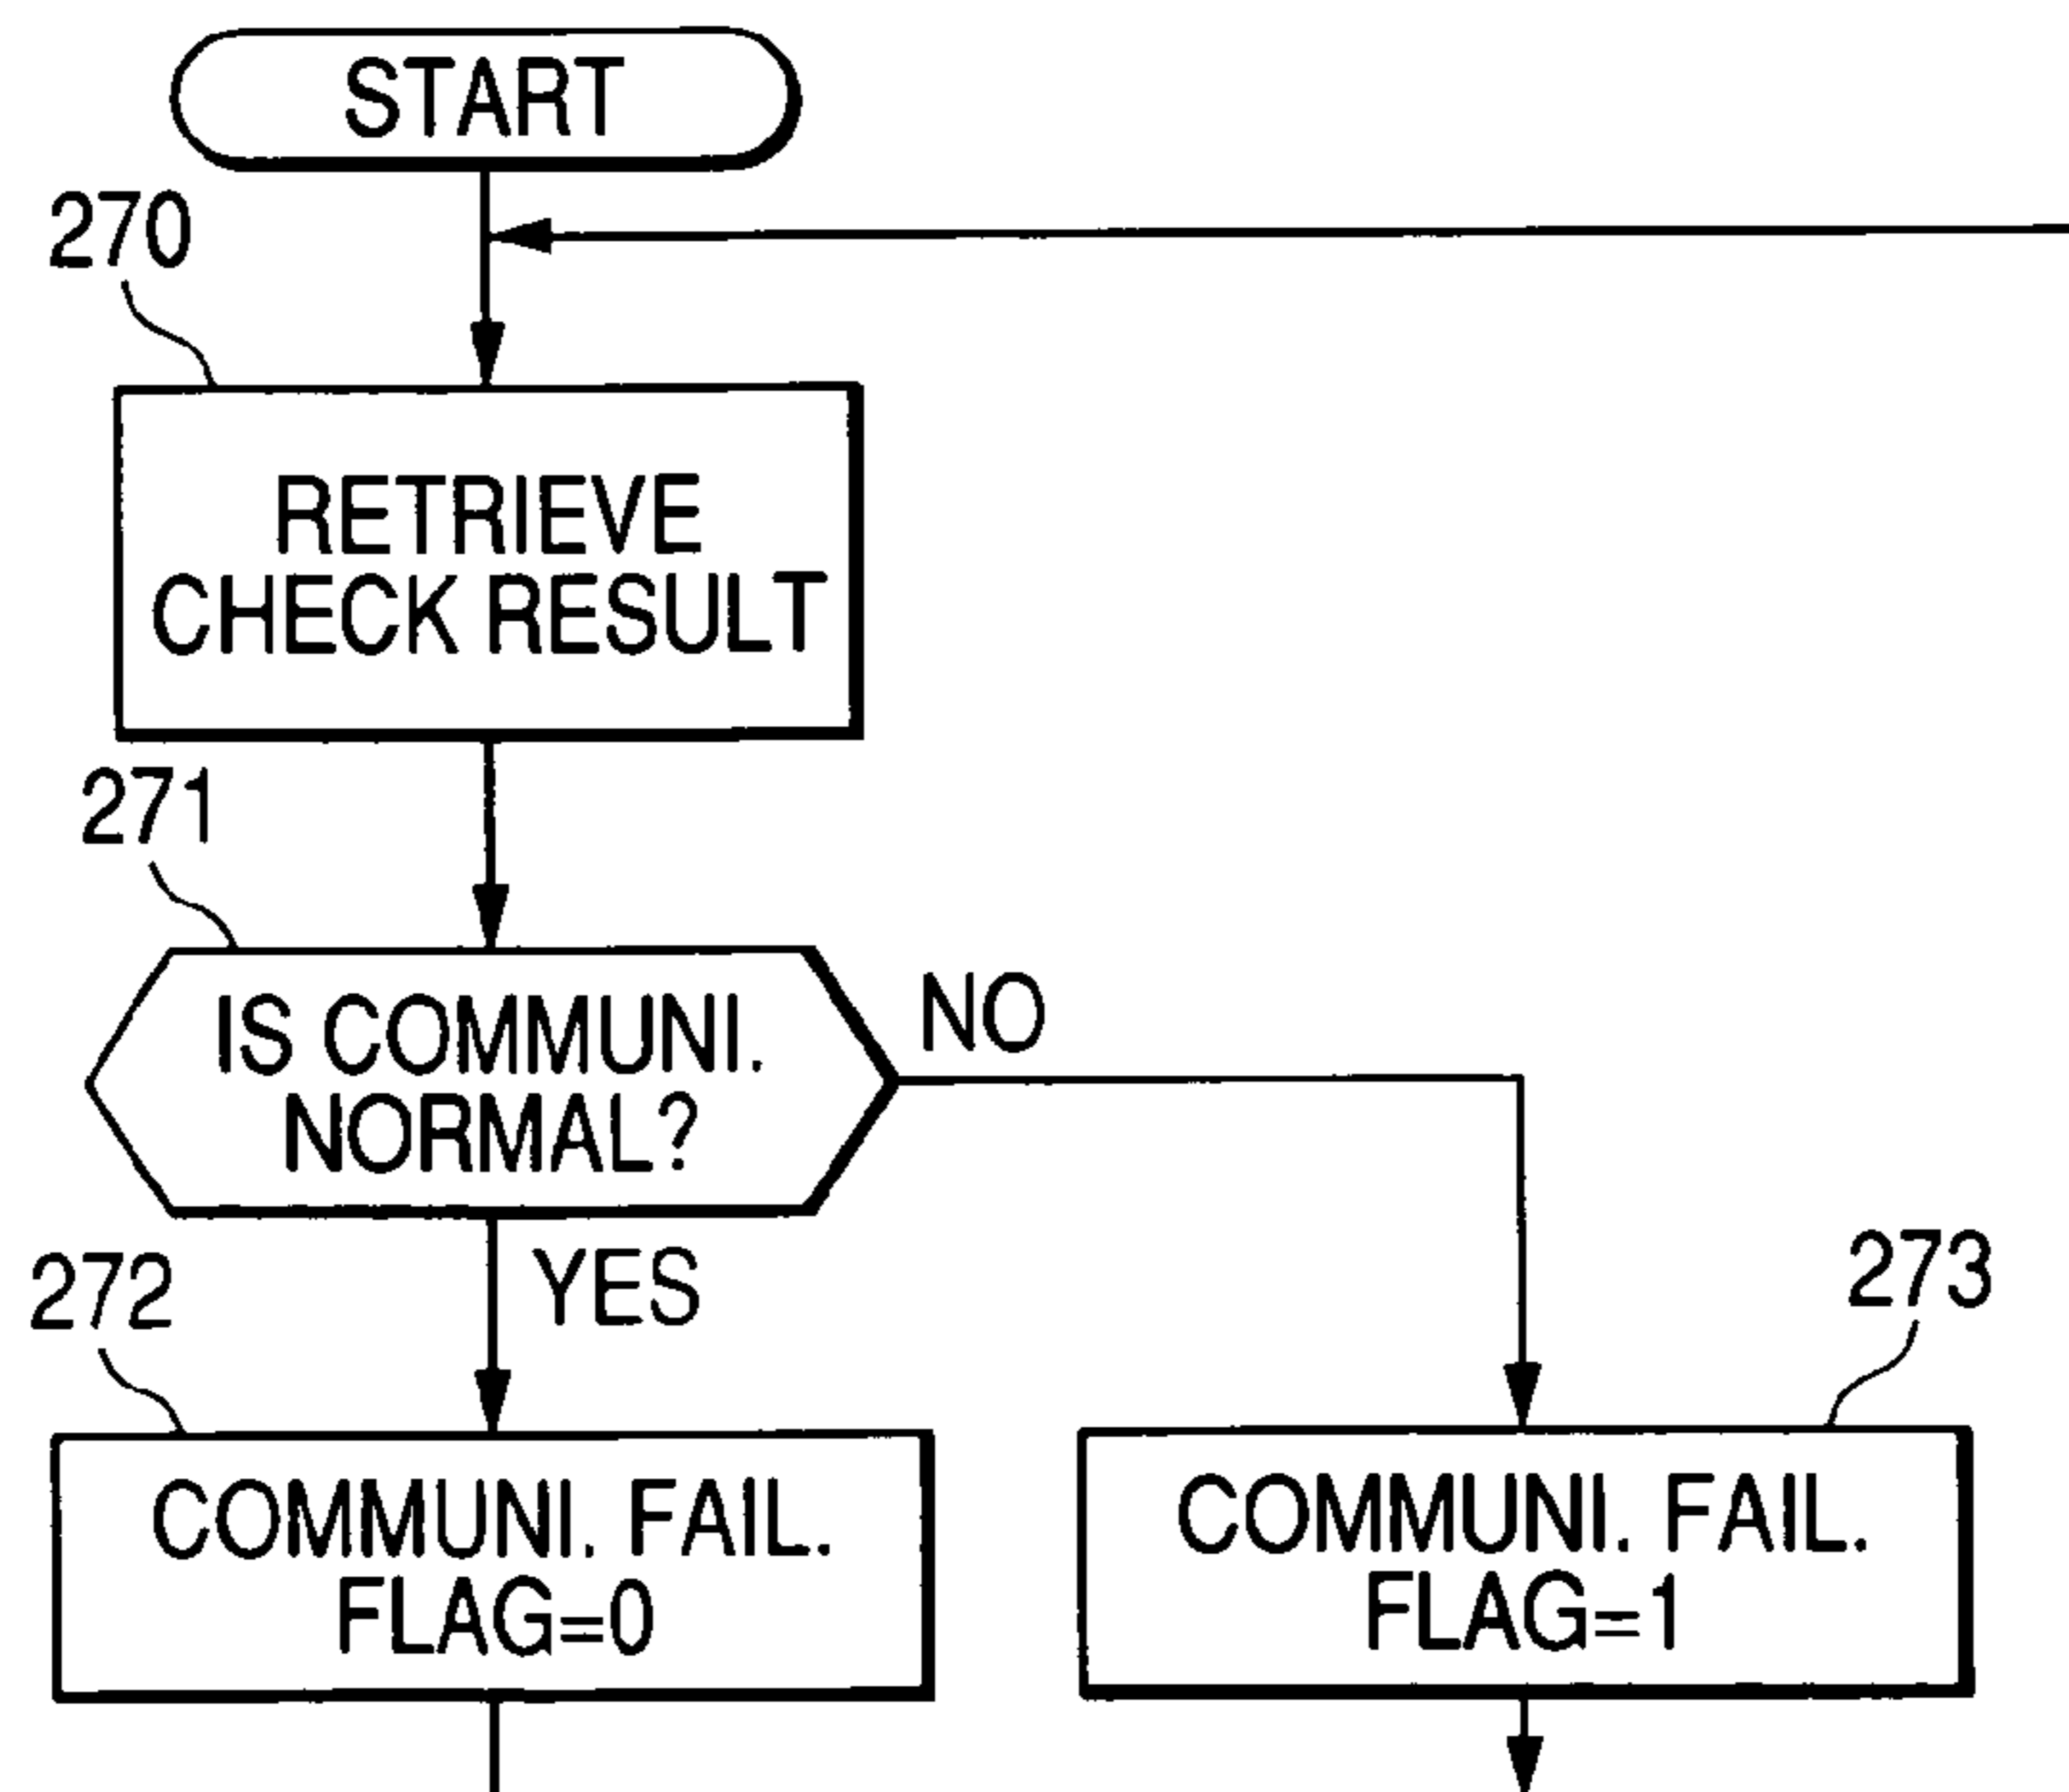 START
270
RETRIEVE
CHECK RESULT
271
IS COMMUNI.
NORMAL?
NO
YES
272
273
COMMUNI. FAIL.
FLAG=0
COMMUNI. FAIL.
FLAG=1